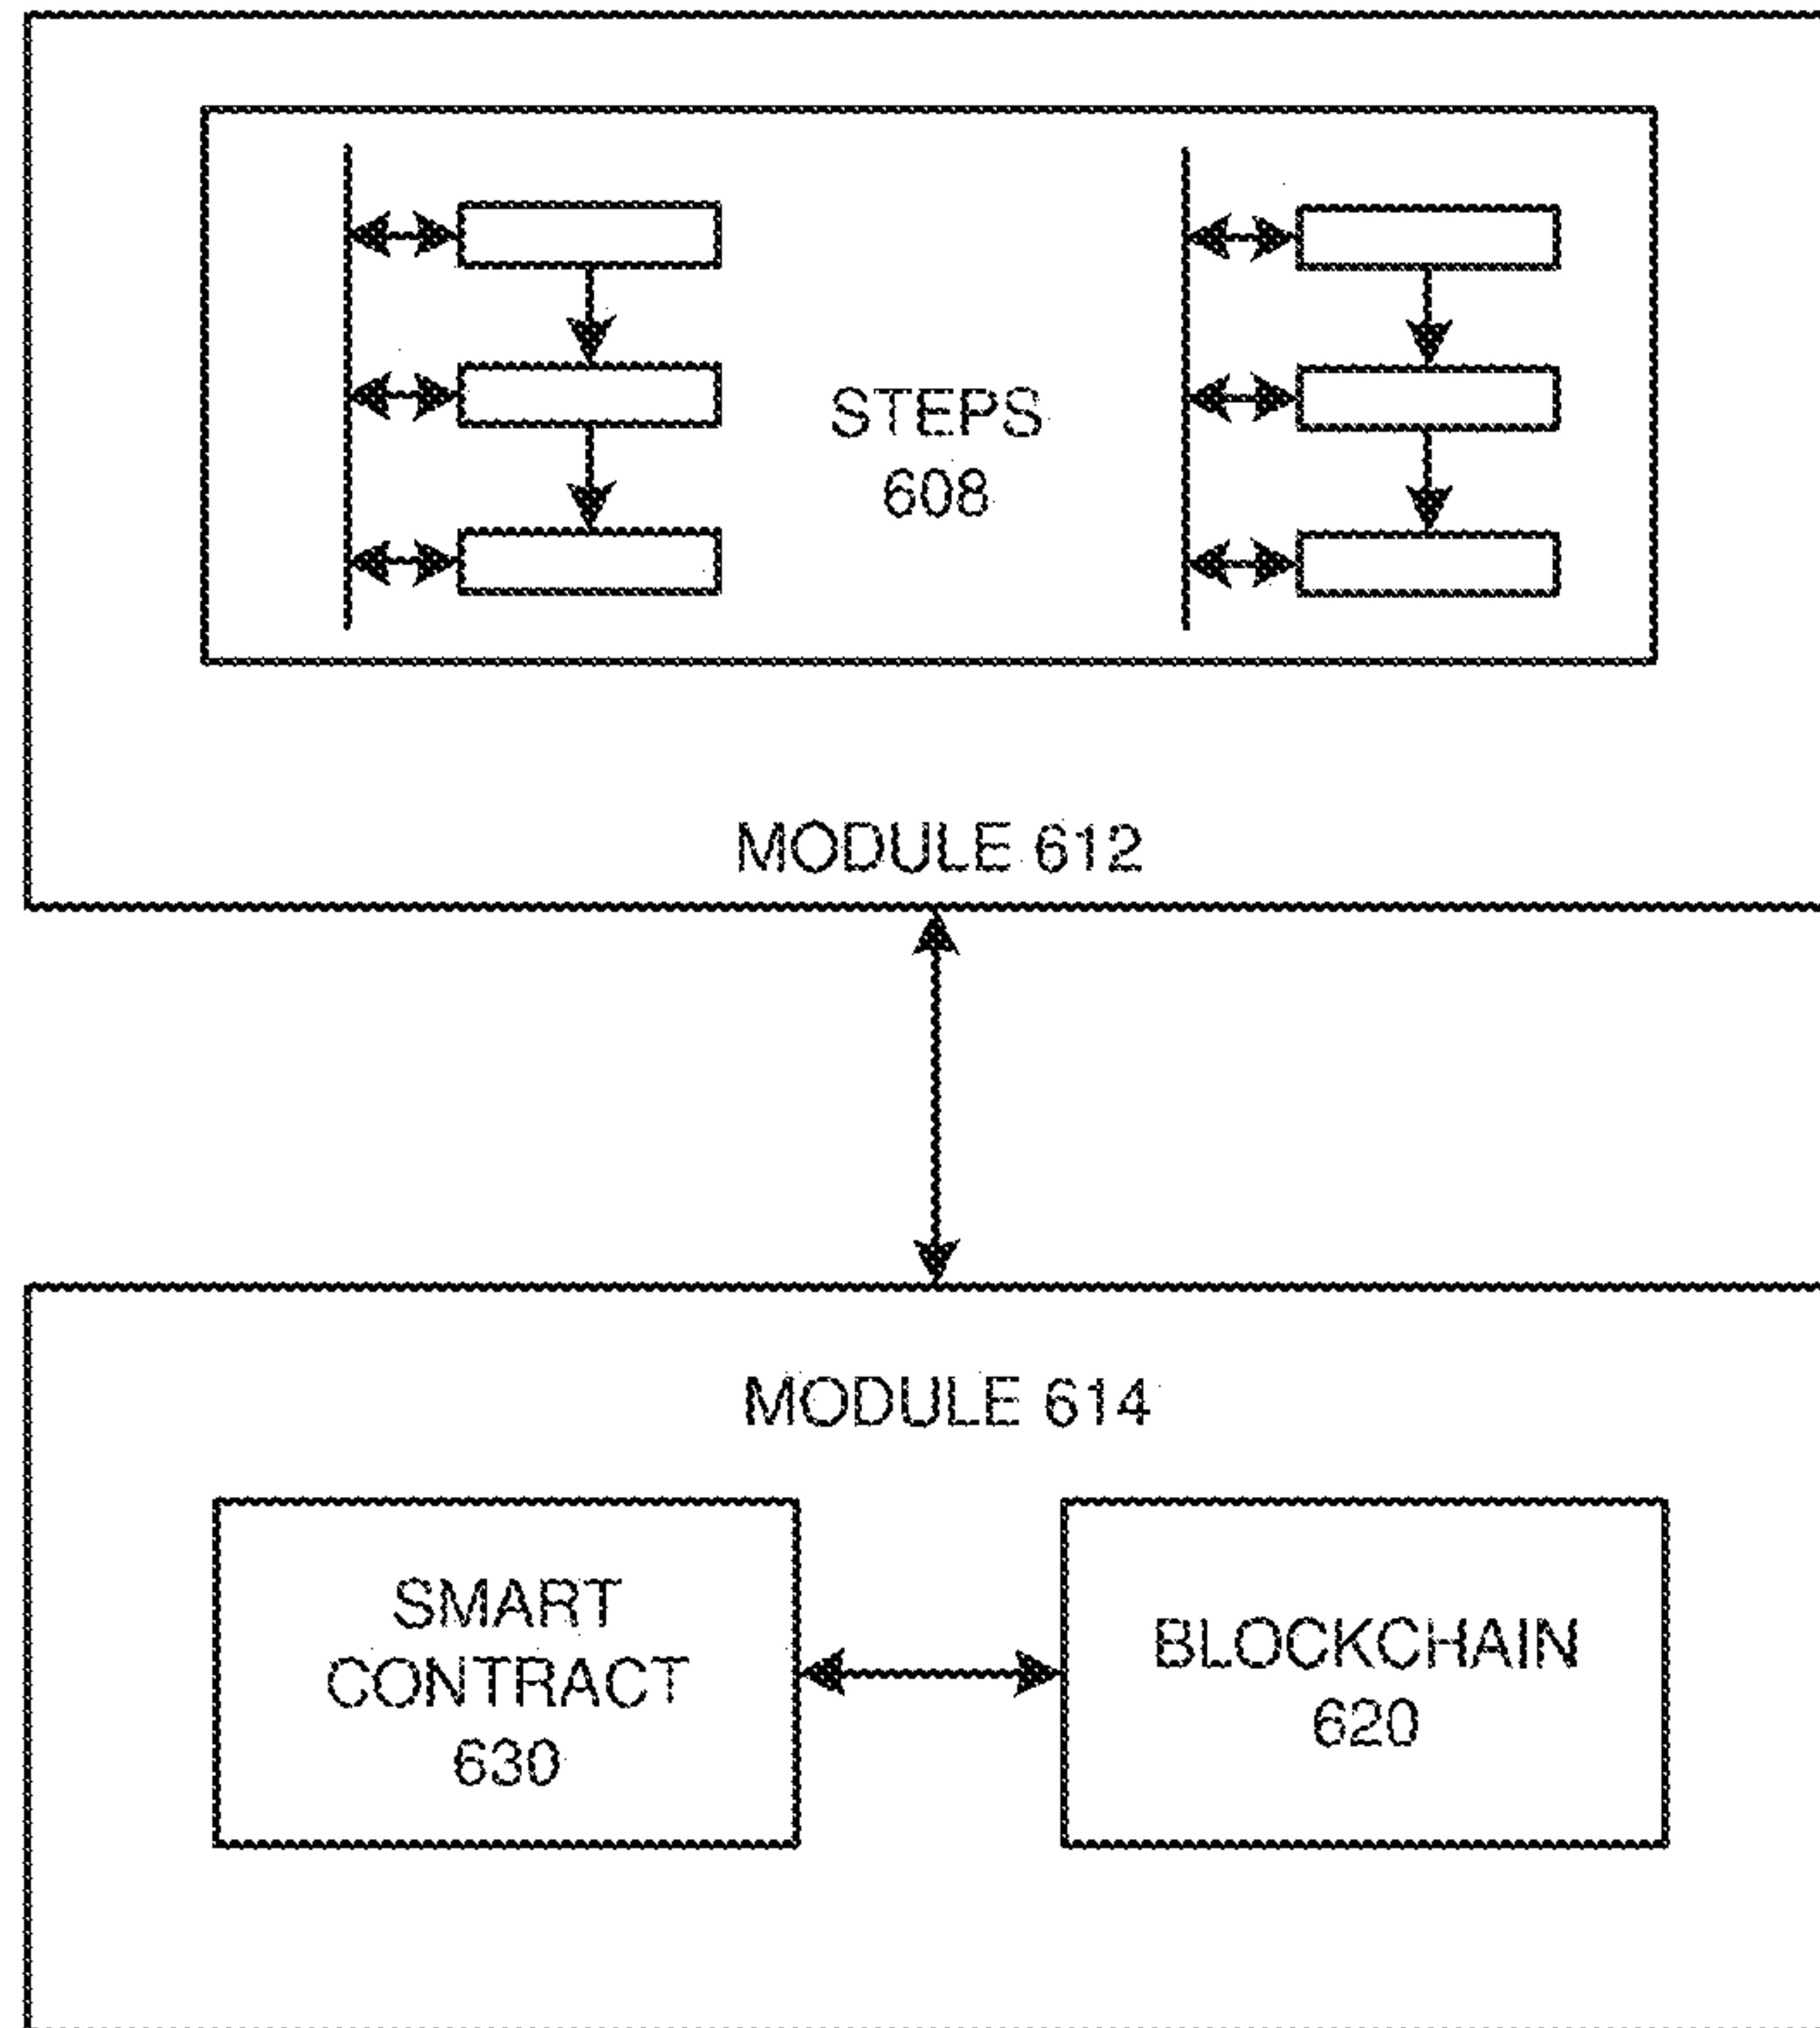 STEPS
608
MODULE 612
MODULE 614
SMART
CONTRACT
630
BLOCKCHAIN
620